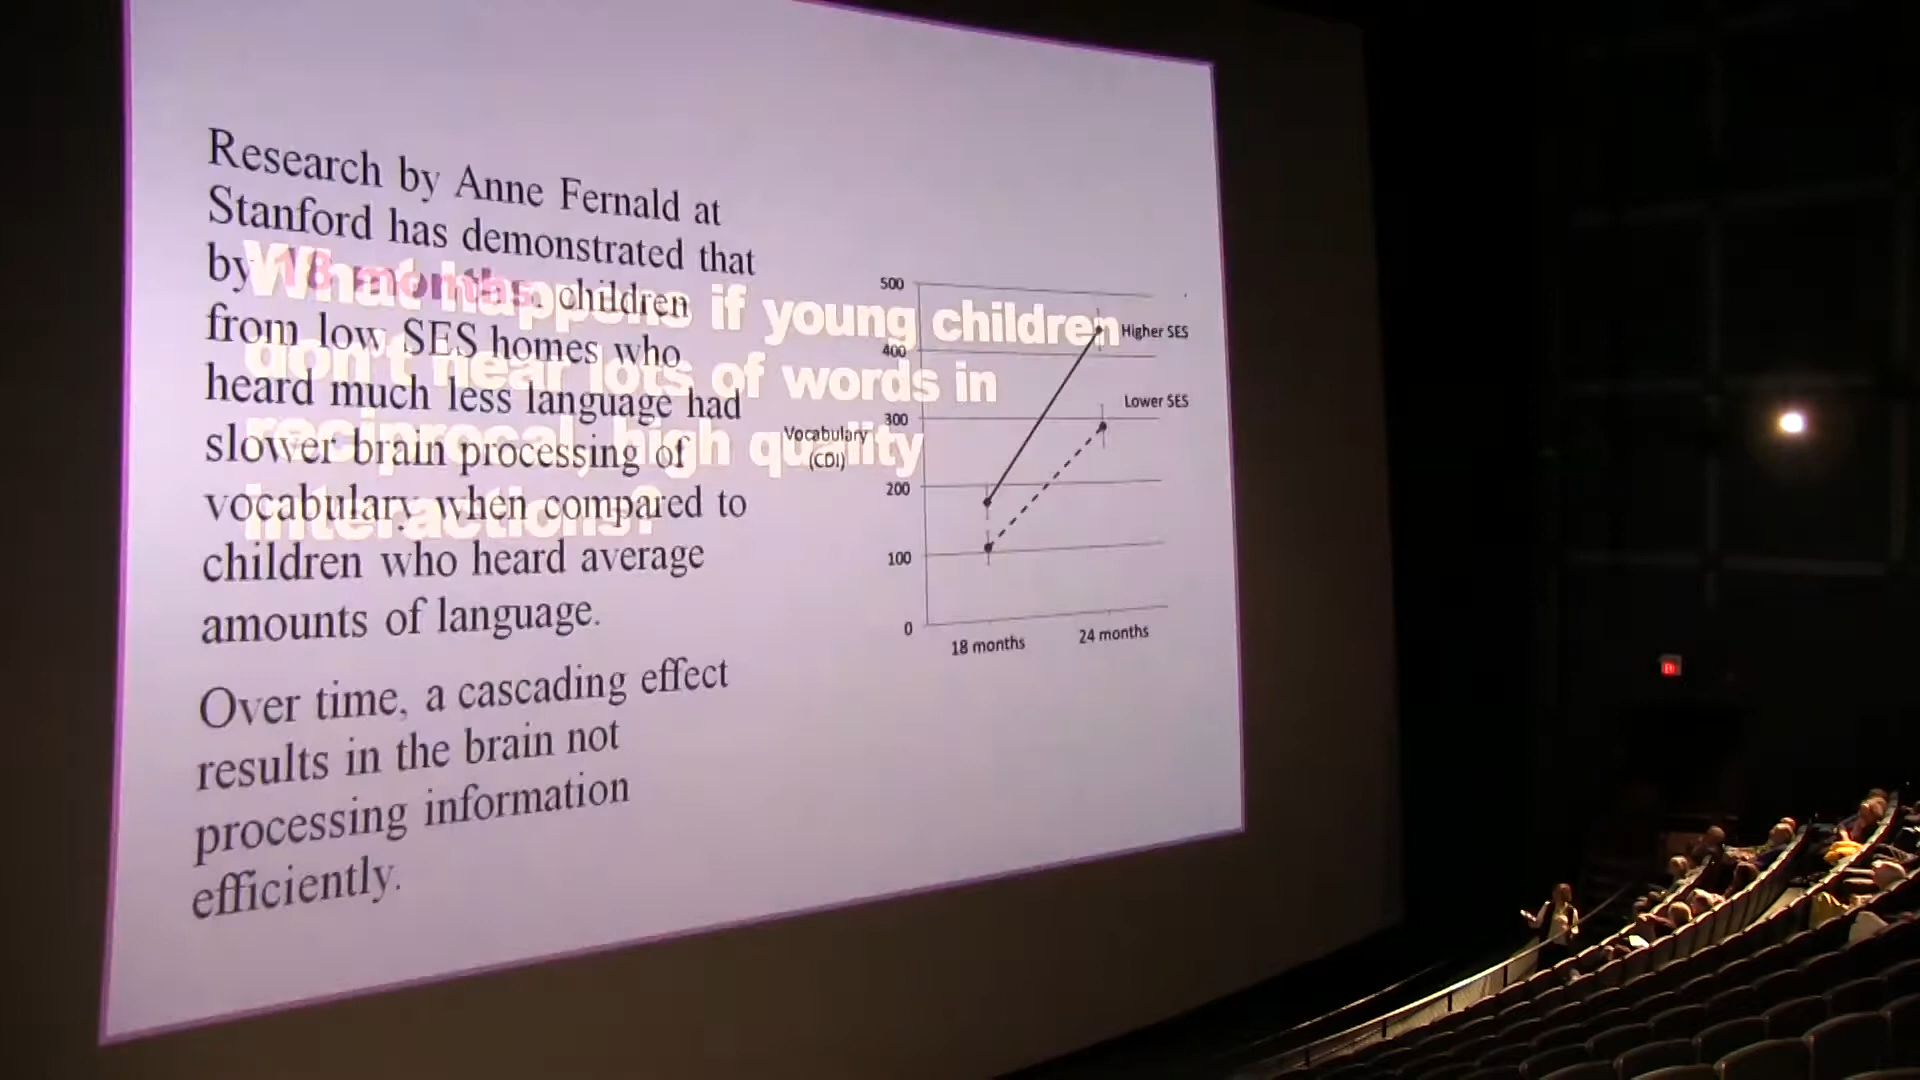 Research by Anne Fernald at
Stanford has demonstrated that
by 18 months, children
from low SES homes who
heard much less language had
slower brain processing of
vocabulary when compared to
children who heard average
amounts of language.
Over time, a cascading effect
results in the brain not
processing information
efficiently.
What happens if young children
don't hear lots of words in
reciprocal, high quality
interactions?
500
400
300
200
100
0
Vocabulary
(CDI)
Higher SES
Lower SES
18 months
24 months